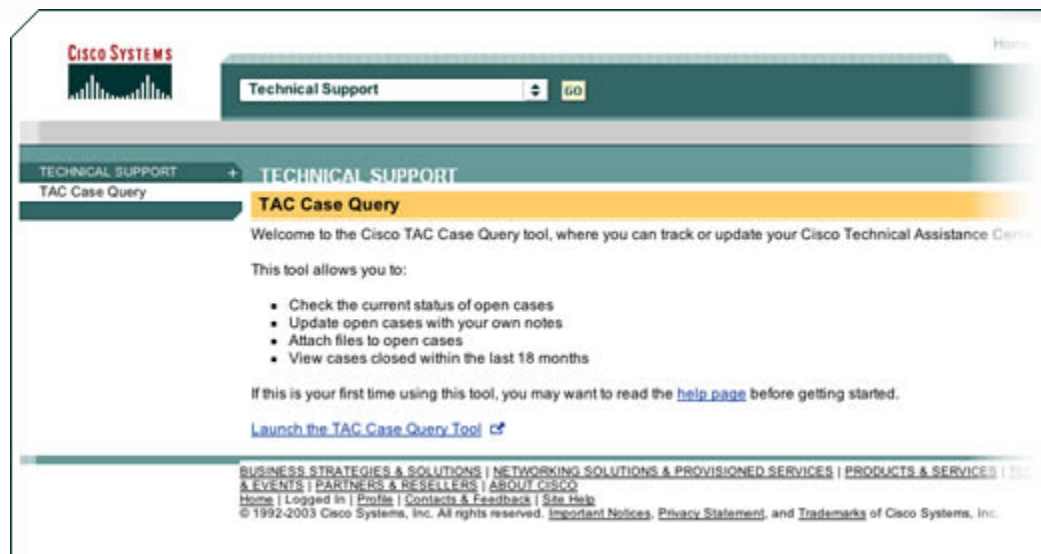 Home
CISCO SYSTEMS
Technical Support
GO
TECHNICAL SUPPORT +
TAC Case Query
TECHNICAL SUPPORT
TAC Case Query
Welcome to the Cisco TAC Case Query tool, where you can track or update your Cisco Technical Assistance
This tool allows you to:
Check the current status of open cases
Update open cases with your own notes
Attach files to open cases
View cases closed within the last 18 months
If this is your first time using this tool, you may want to read the help page before getting started.
Launch the TAC Case Query Tool
BUSINESS STRATEGIES & SOLUTIONS | NETWORKING SOLUTIONS & PROVISIONED SERVICES | PRODUCTS & SERVICES |
& EVENTS | PARTNERS & RESELLERS | ABOUT CISCO
Home | Logged In | Profile | Contacts & Feedback | Site Help
© 1992-2003 Cisco Systems, Inc. All rights reserved. Important Notices, Privacy Statement, and Trademarks of Cisco Systems, Inc.